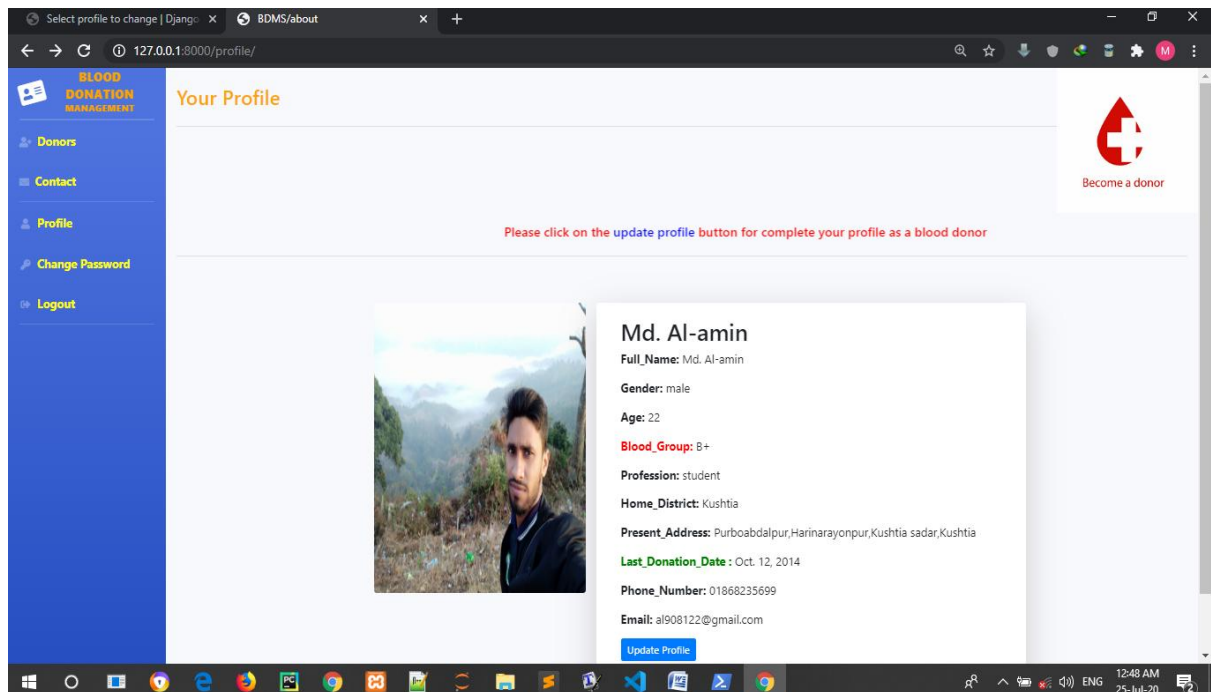 Select profile to change | Django
BDMS/about
127.0.0.1:8000/profile/
M
BLOOD
DONATION
MANAGEMENT
Donors
Contact
Profile
Change Password
Logout
Your Profile
Become a donor
Please click on the update profile button for complete your profile as a blood donor
Md. Al-amin
Full_Name: Md. Al-amin
Gender: male
Age: 22
Blood_Group: B+
Profession: student
Home_District: Kushtia
Present_Address: Purboabdalpur,Harinarayonpur,Kushtia sadar,Kushtia
Last_Donation_Date : Oct. 12, 2014
Phone_Number: 01868235699
Email: al908122@gmail.com
Update Profile
ENG
12:48 AM
25-Jul-20